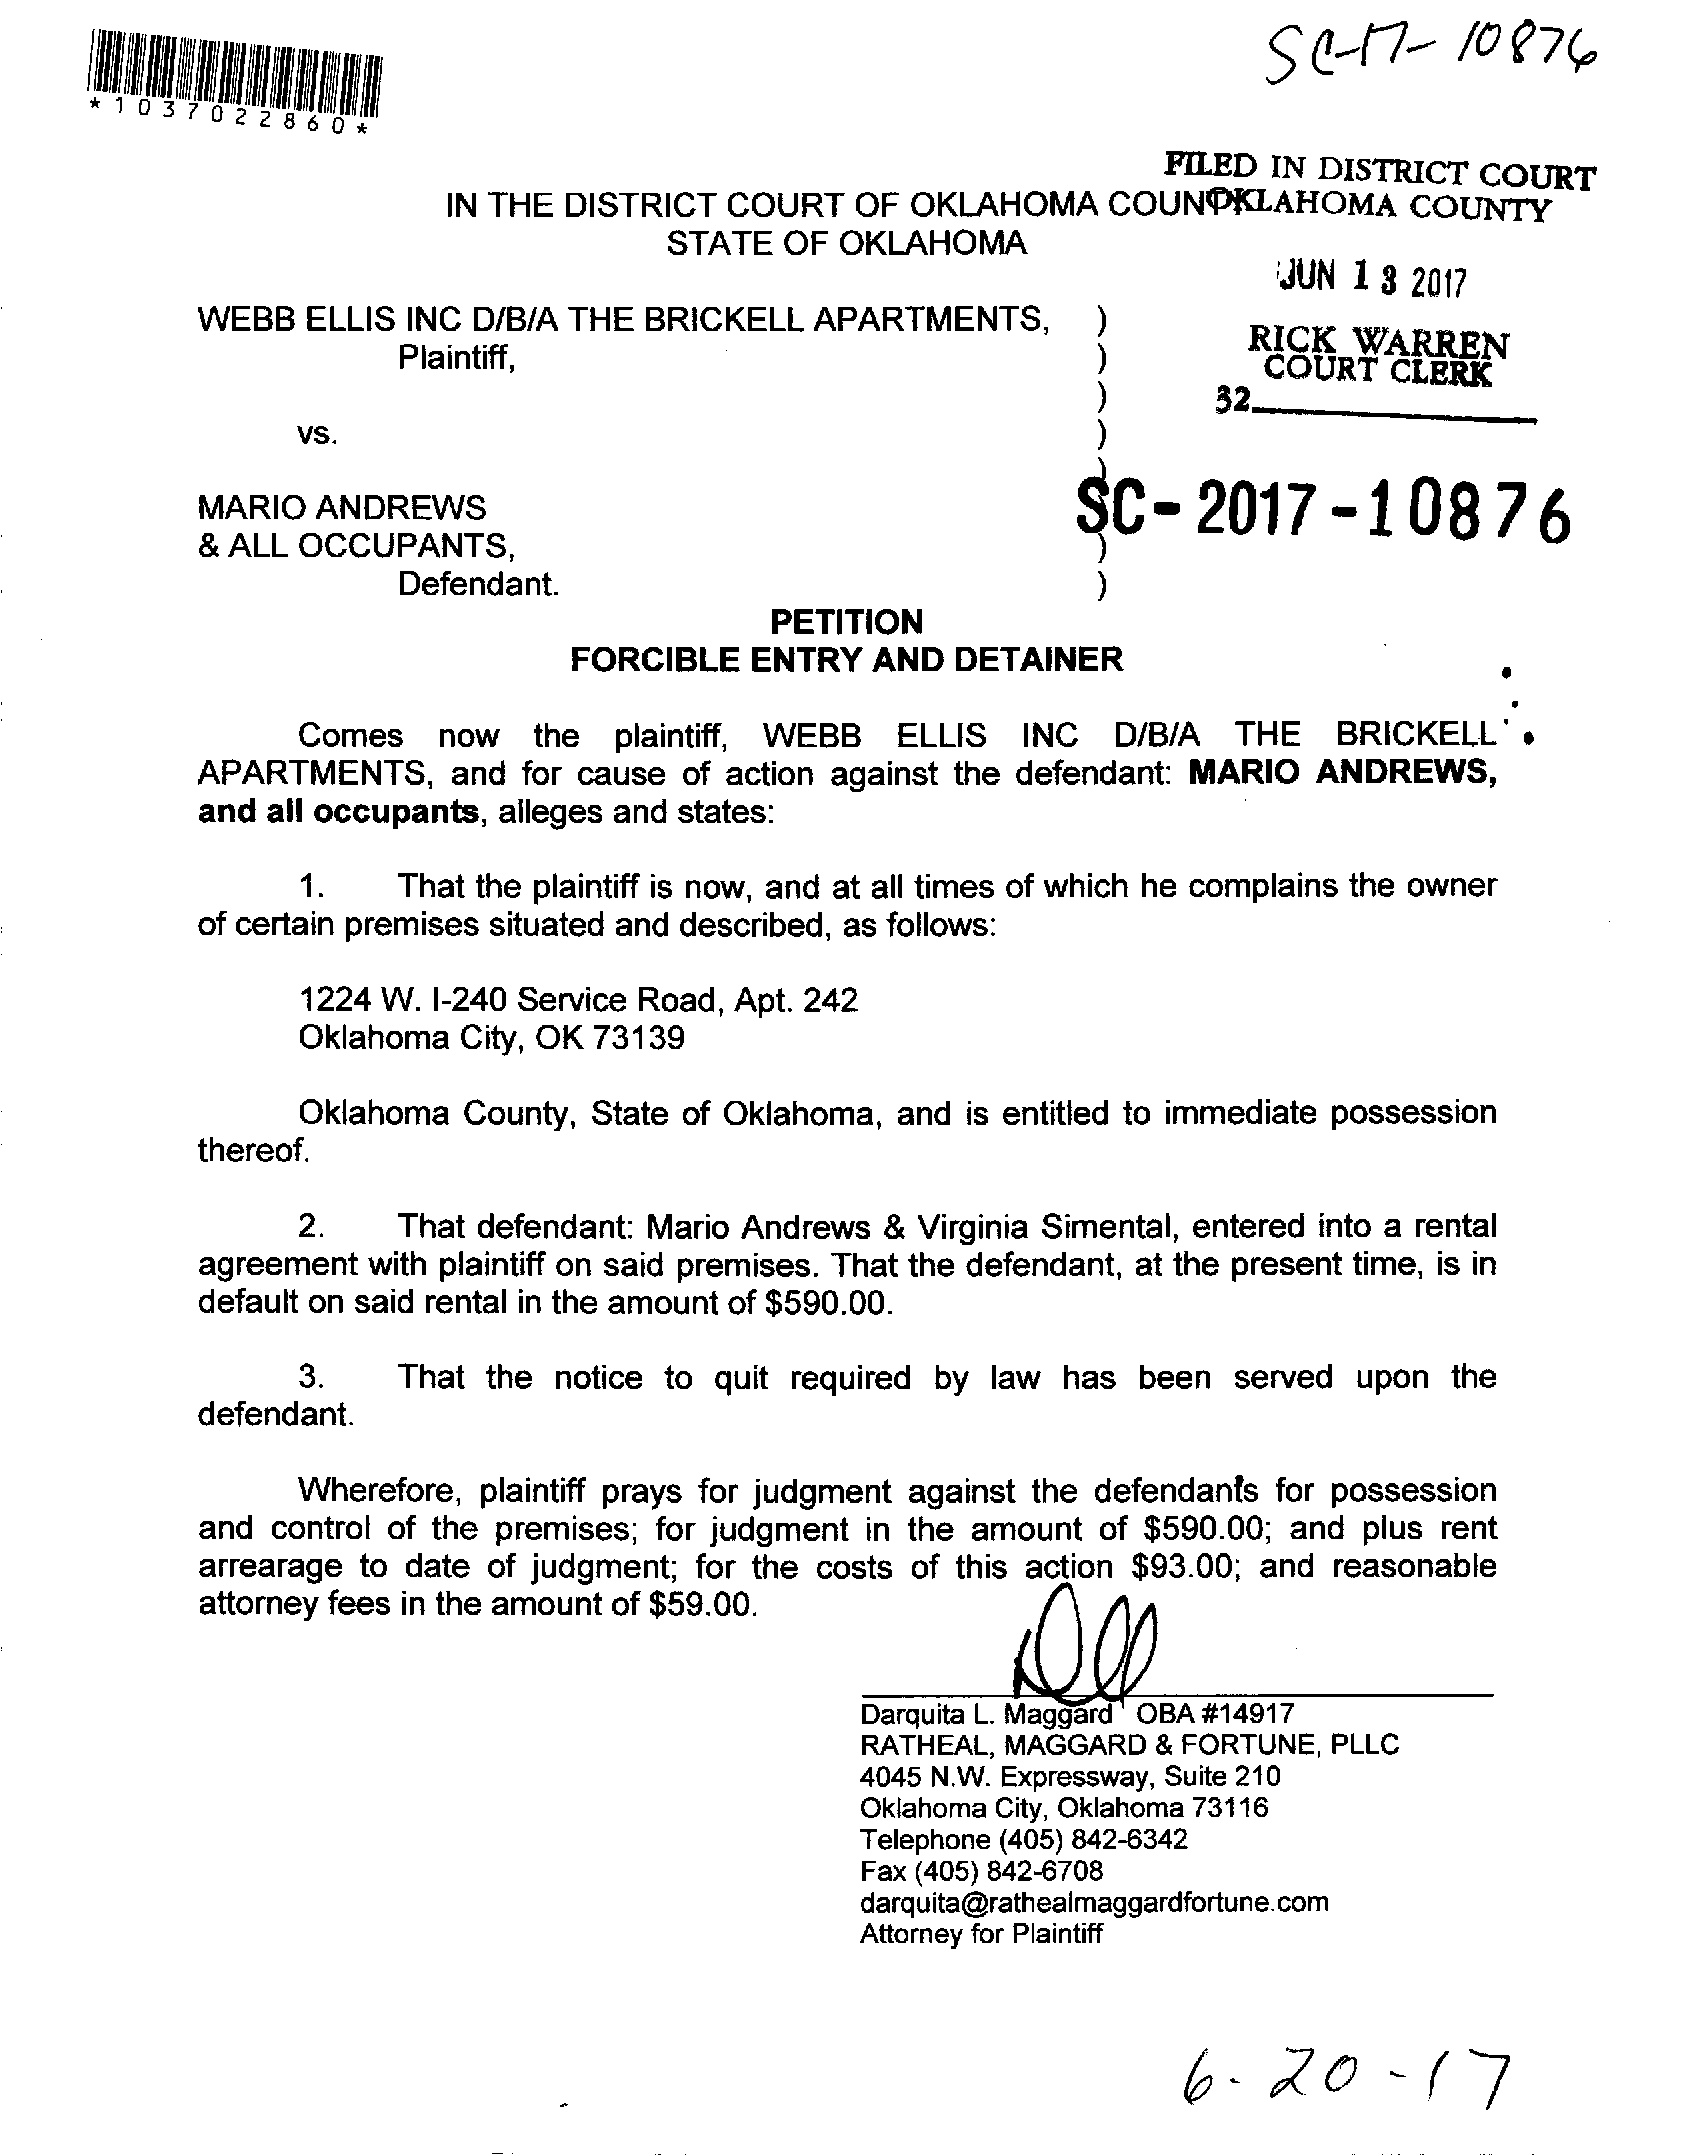 SC-17-10876
*1037022860*
FILED IN DISTRICT COURT
OKLAHOMA COUNTY
IN THE DISTRICT COURT OF OKLAHOMA COUN
STATE OF OKLAHOMA
JUN 13 2017
WEBB ELLIS INC D/B/A THE BRICKELL APARTMENTS, )
Plaintiff, )
RICK WARREN
COURT CLERK
32
)
vs. )
)
MARIO ANDREWS
SC-2017-10876
& ALL OCCUPANTS, )
Defendant. )
PETITION
FORCIBLE ENTRY AND DETAINER
Comes now the plaintiff, WEBB ELLIS INC D/B/A THE BRICKELL
APARTMENTS, and for cause of action against the defendant: MARIO ANDREWS,
and all occupants, alleges and states:
1. That the plaintiff is now, and at all times of which he complains the owner
of certain premises situated and described, as follows:
1224 W. I-240 Service Road, Apt. 242
Oklahoma City, OK 73139
Oklahoma County, State of Oklahoma, and is entitled to immediate possession
thereof.
2. That defendant: Mario Andrews & Virginia Simental, entered into a rental
agreement with plaintiff on said premises. That the defendant, at the present time, is in
default on said rental in the amount of $590.00.
3. That the notice to quit required by law has been served upon the
defendant.
Wherefore, plaintiff prays for judgment against the defendants for possession
and control of the premises; for judgment in the amount of $590.00; and plus rent
arrearage to date of judgment; for the costs of this action $93.00; and reasonable
attorney fees in the amount of $59.00.
Darquita L. Maggard OBA #14917
RATHEAL, MAGGARD & FORTUNE, PLLC
4045 N.W. Expressway, Suite 210
Oklahoma City, Oklahoma 73116
Telephone (405) 842-6342
Fax (405) 842-6708
darquita@rathealmaggardfortune.com
Attorney for Plaintiff
6-20-17